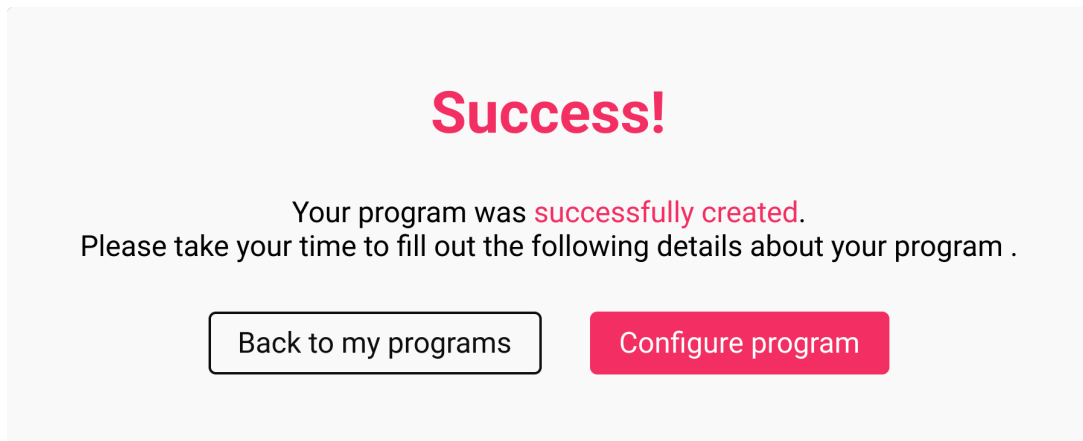 Success!
Your program was successfully created.
Please take your time to fill out the following details about your program .
Back to my programs
Configure program